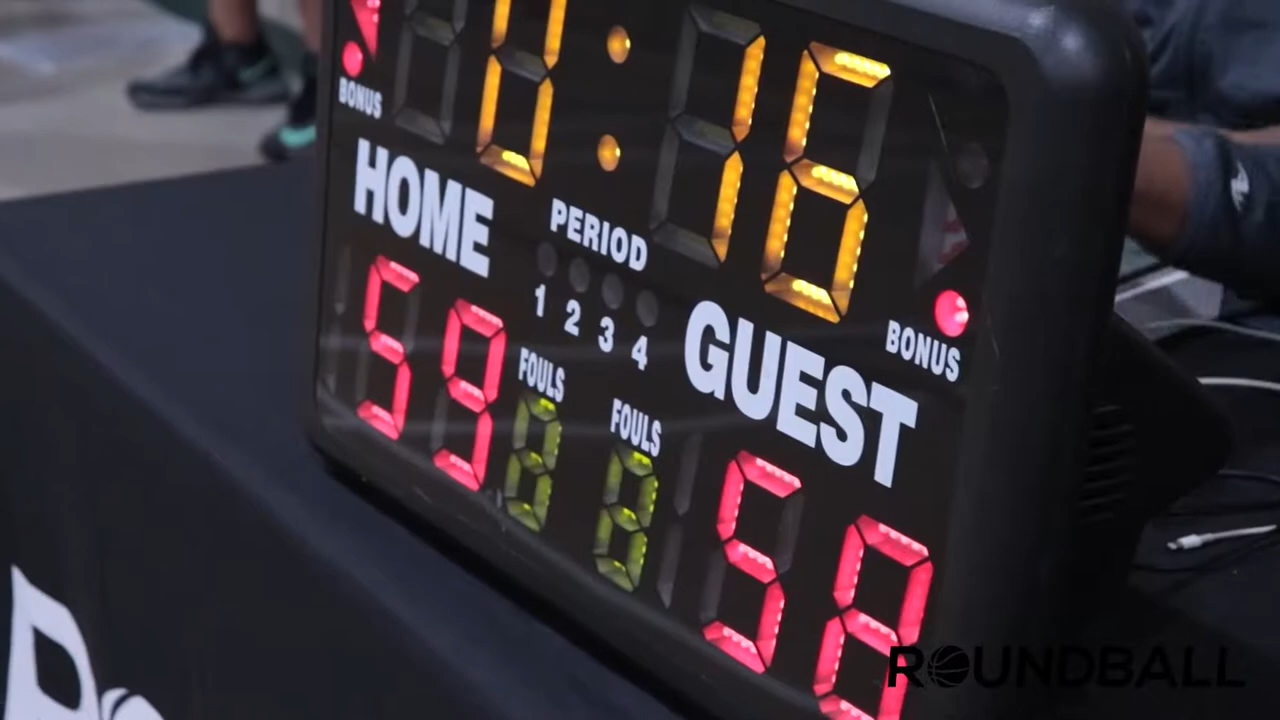 0:16
BONUS
HOME
PERIOD
1 2 3 4
GUEST
BONUS
59
FOULS
8
FOULS
8
58
ROUNDBALL